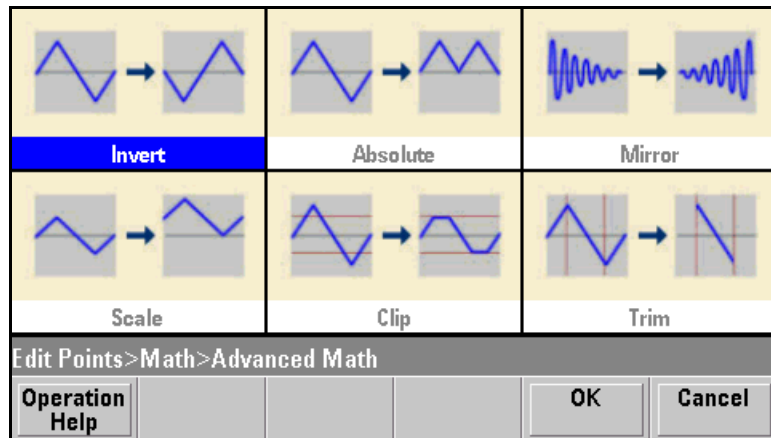 Invert
Absolute
Mirror
Scale
Clip
Trim
Edit Points>Math>Advanced Math
Operation
Help
OK
Cancel